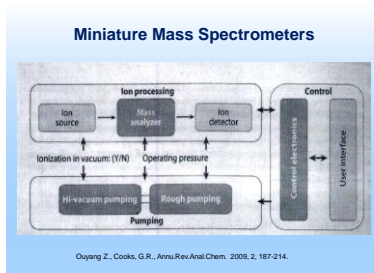 Miniature Mass Spectrometers
Ion processing
Control
Ion source
Mass analyzer
Ion detector
Ionization in vacuum: (Y/N)
Operating pressure
Control electronics
User interface
Hi-vacuum pumping
Rough pumping
Pumping
Ouyang Z., Cooks, G.R., Annu.Rev.Anal.Chem. 2009, 2, 187-214.